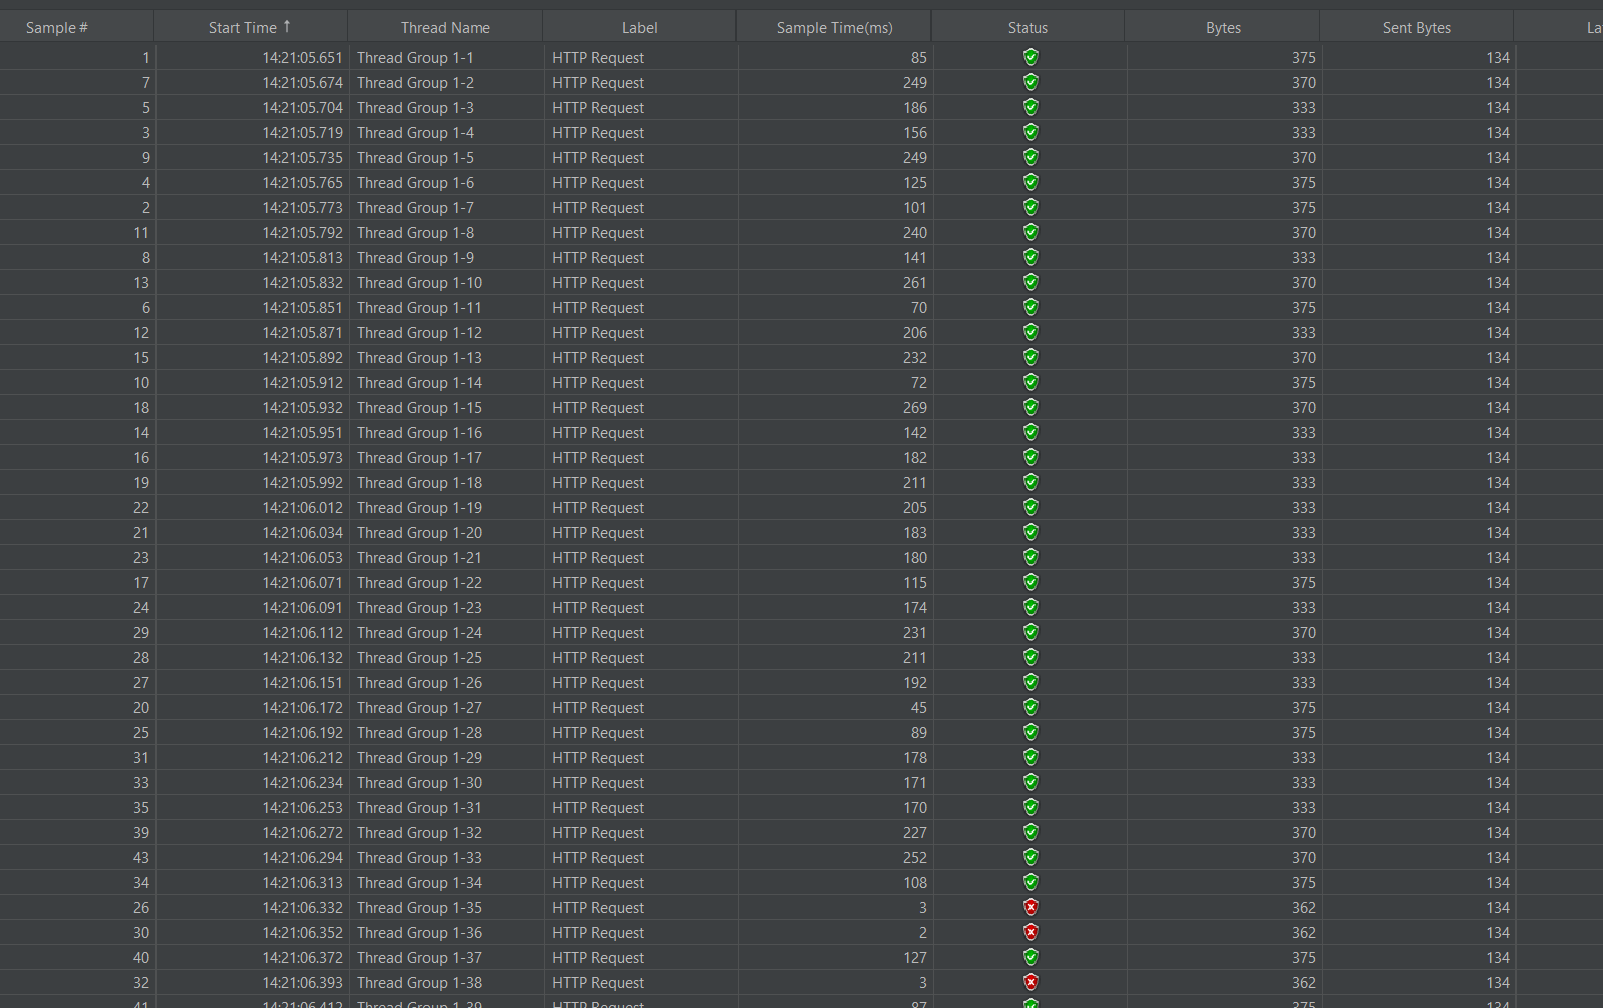 Sample # Start Time ↑ Thread Name Label Sample Time(ms) Status Bytes Sent Bytes
1 14:21:05.651 Thread Group 1-1 HTTP Request 85 375 134
7 14:21:05.674 Thread Group 1-2 HTTP Request 249 370 134
5 14:21:05.704 Thread Group 1-3 HTTP Request 186 333 134
3 14:21:05.719 Thread Group 1-4 HTTP Request 156 333 134
9 14:21:05.735 Thread Group 1-5 HTTP Request 249 370 134
4 14:21:05.765 Thread Group 1-6 HTTP Request 125 375 134
2 14:21:05.773 Thread Group 1-7 HTTP Request 101 375 134
11 14:21:05.792 Thread Group 1-8 HTTP Request 240 370 134
8 14:21:05.813 Thread Group 1-9 HTTP Request 141 333 134
13 14:21:05.832 Thread Group 1-10 HTTP Request 261 370 134
6 14:21:05.851 Thread Group 1-11 HTTP Request 70 375 134
12 14:21:05.871 Thread Group 1-12 HTTP Request 206 333 134
15 14:21:05.892 Thread Group 1-13 HTTP Request 232 370 134
10 14:21:05.912 Thread Group 1-14 HTTP Request 72 375 134
18 14:21:05.932 Thread Group 1-15 HTTP Request 269 370 134
14 14:21:05.951 Thread Group 1-16 HTTP Request 142 333 134
16 14:21:05.973 Thread Group 1-17 HTTP Request 182 333 134
19 14:21:05.992 Thread Group 1-18 HTTP Request 211 333 134
22 14:21:06.012 Thread Group 1-19 HTTP Request 205 333 134
21 14:21:06.034 Thread Group 1-20 HTTP Request 183 333 134
23 14:21:06.053 Thread Group 1-21 HTTP Request 180 333 134
17 14:21:06.071 Thread Group 1-22 HTTP Request 115 375 134
24 14:21:06.091 Thread Group 1-23 HTTP Request 174 333 134
29 14:21:06.112 Thread Group 1-24 HTTP Request 231 370 134
28 14:21:06.132 Thread Group 1-25 HTTP Request 211 333 134
27 14:21:06.151 Thread Group 1-26 HTTP Request 192 333 134
20 14:21:06.172 Thread Group 1-27 HTTP Request 45 375 134
25 14:21:06.192 Thread Group 1-28 HTTP Request 89 375 134
31 14:21:06.212 Thread Group 1-29 HTTP Request 178 333 134
33 14:21:06.234 Thread Group 1-30 HTTP Request 171 333 134
35 14:21:06.253 Thread Group 1-31 HTTP Request 170 333 134
39 14:21:06.272 Thread Group 1-32 HTTP Request 227 370 134
43 14:21:06.294 Thread Group 1-33 HTTP Request 252 370 134
34 14:21:06.313 Thread Group 1-34 HTTP Request 108 375 134
26 14:21:06.332 Thread Group 1-35 HTTP Request 3 362 134
30 14:21:06.352 Thread Group 1-36 HTTP Request 2 362 134
40 14:21:06.372 Thread Group 1-37 HTTP Request 127 375 134
32 14:21:06.393 Thread Group 1-38 HTTP Request 3 362 134
41 14:21:06.412 Thread Group 1-39 HTTP Request 87 375 134